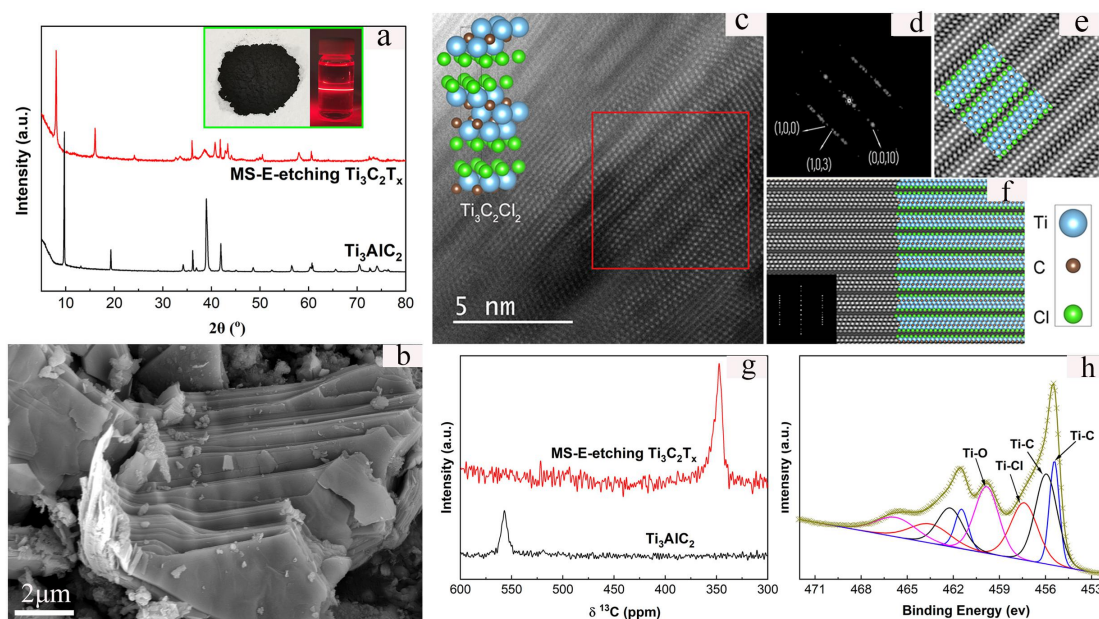 a
Intensity (a.u.)
MS-E-etching Ti₃C₂Tₓ
Ti₃AlC₂
10 20 30 40 50 60 70 80
2θ (º)
b
2μm
c
Ti₃C₂Cl₂
5 nm
d
(1,0,0)
(1,0,3)
(0,0,10)
e
f
Ti
C
Cl
g
Intensity (a.u.)
MS-E-etching Ti₃C₂Tₓ
Ti₃AlC₂
600 550 500 450 400 350 300
δ ¹³C (ppm)
h
Intensity (a.u.)
Ti-O
Ti-Cl
Ti-C
Ti-C
471 468 465 462 459 456 453
Binding Energy (ev)